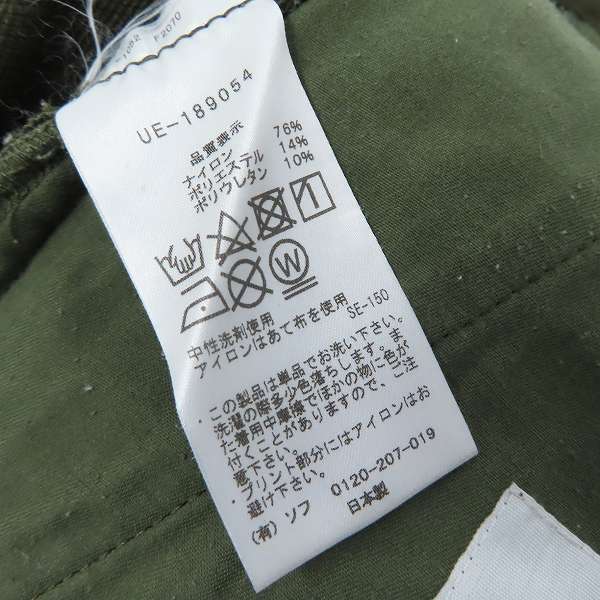 F2070
UE-189054
品質表示
ナイロン 76%
ポリエステル 14%
ポリウレタン 10%
W
中性洗剤使用
アイロンはあて布を使用 SE-150
・この製品は単品でお洗い下さい。
洗濯の際多少色落ちします。ま
た着用中摩擦でほかの物に色が
付くことがありますので、ご注
意下さい。
・プリント部分にはアイロンはお
避け下さい。
(有)ソフ 0120-207-019
日本製